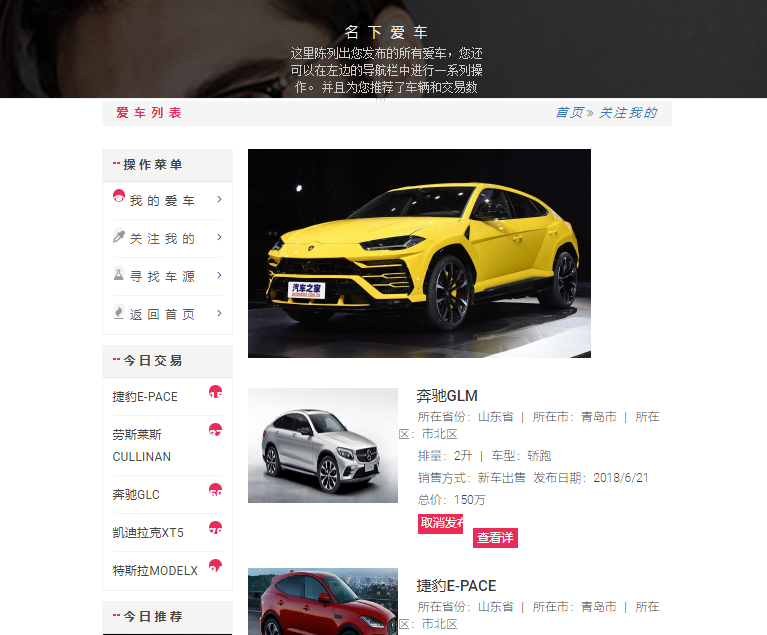 名下爱车
这里陈列出您发布的所有爱车，您还
可以在左边的导航栏中进行一系列操
作。 并且为您推荐了车辆和交易数
爱车列表
首页 » 关注我的
操作菜单
我的爱车
关注我的
寻找车源
返回首页
今日交易
捷豹E-PACE
劳斯莱斯
CULLINAN
奔驰GLC
凯迪拉克XT5
特斯拉MODELX
今日推荐
汽车之家
奔驰GLM
所在省份：山东省 | 所在市：青岛市 | 所在
区：市北区
排量：2升 | 车型：轿跑
销售方式：新车出售 发布日期：2018/6/21
总价：150万
取消发布
查看详
捷豹E-PACE
所在省份：山东省 | 所在市：青岛市 | 所在
区：市北区